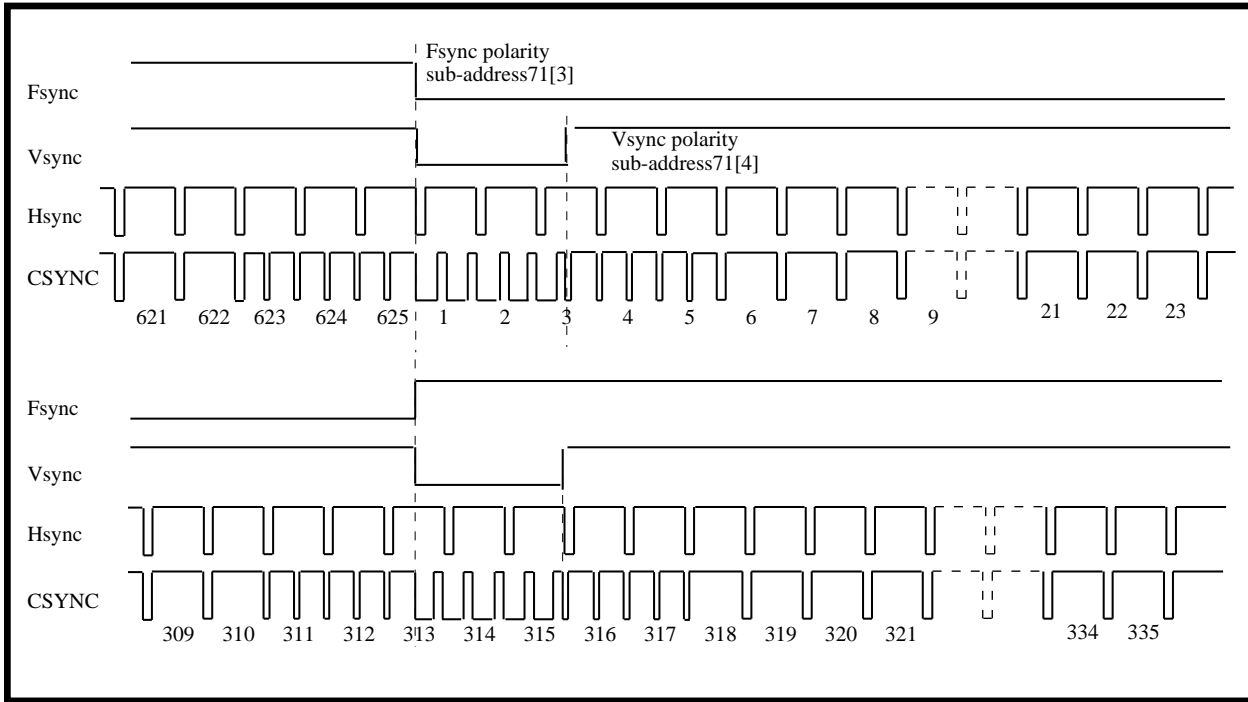 Fsync polarity
sub-address71[3]
Fsync
Vsync
Vsync polarity
sub-address71[4]
Hsync
CSYNC
621 622 623 624 625 1 2 3 4 5 6 7 8 9 21 22 23
Fsync
Vsync
Hsync
CSYNC
309 310 311 312 313 314 315 316 317 318 319 320 321 334 335